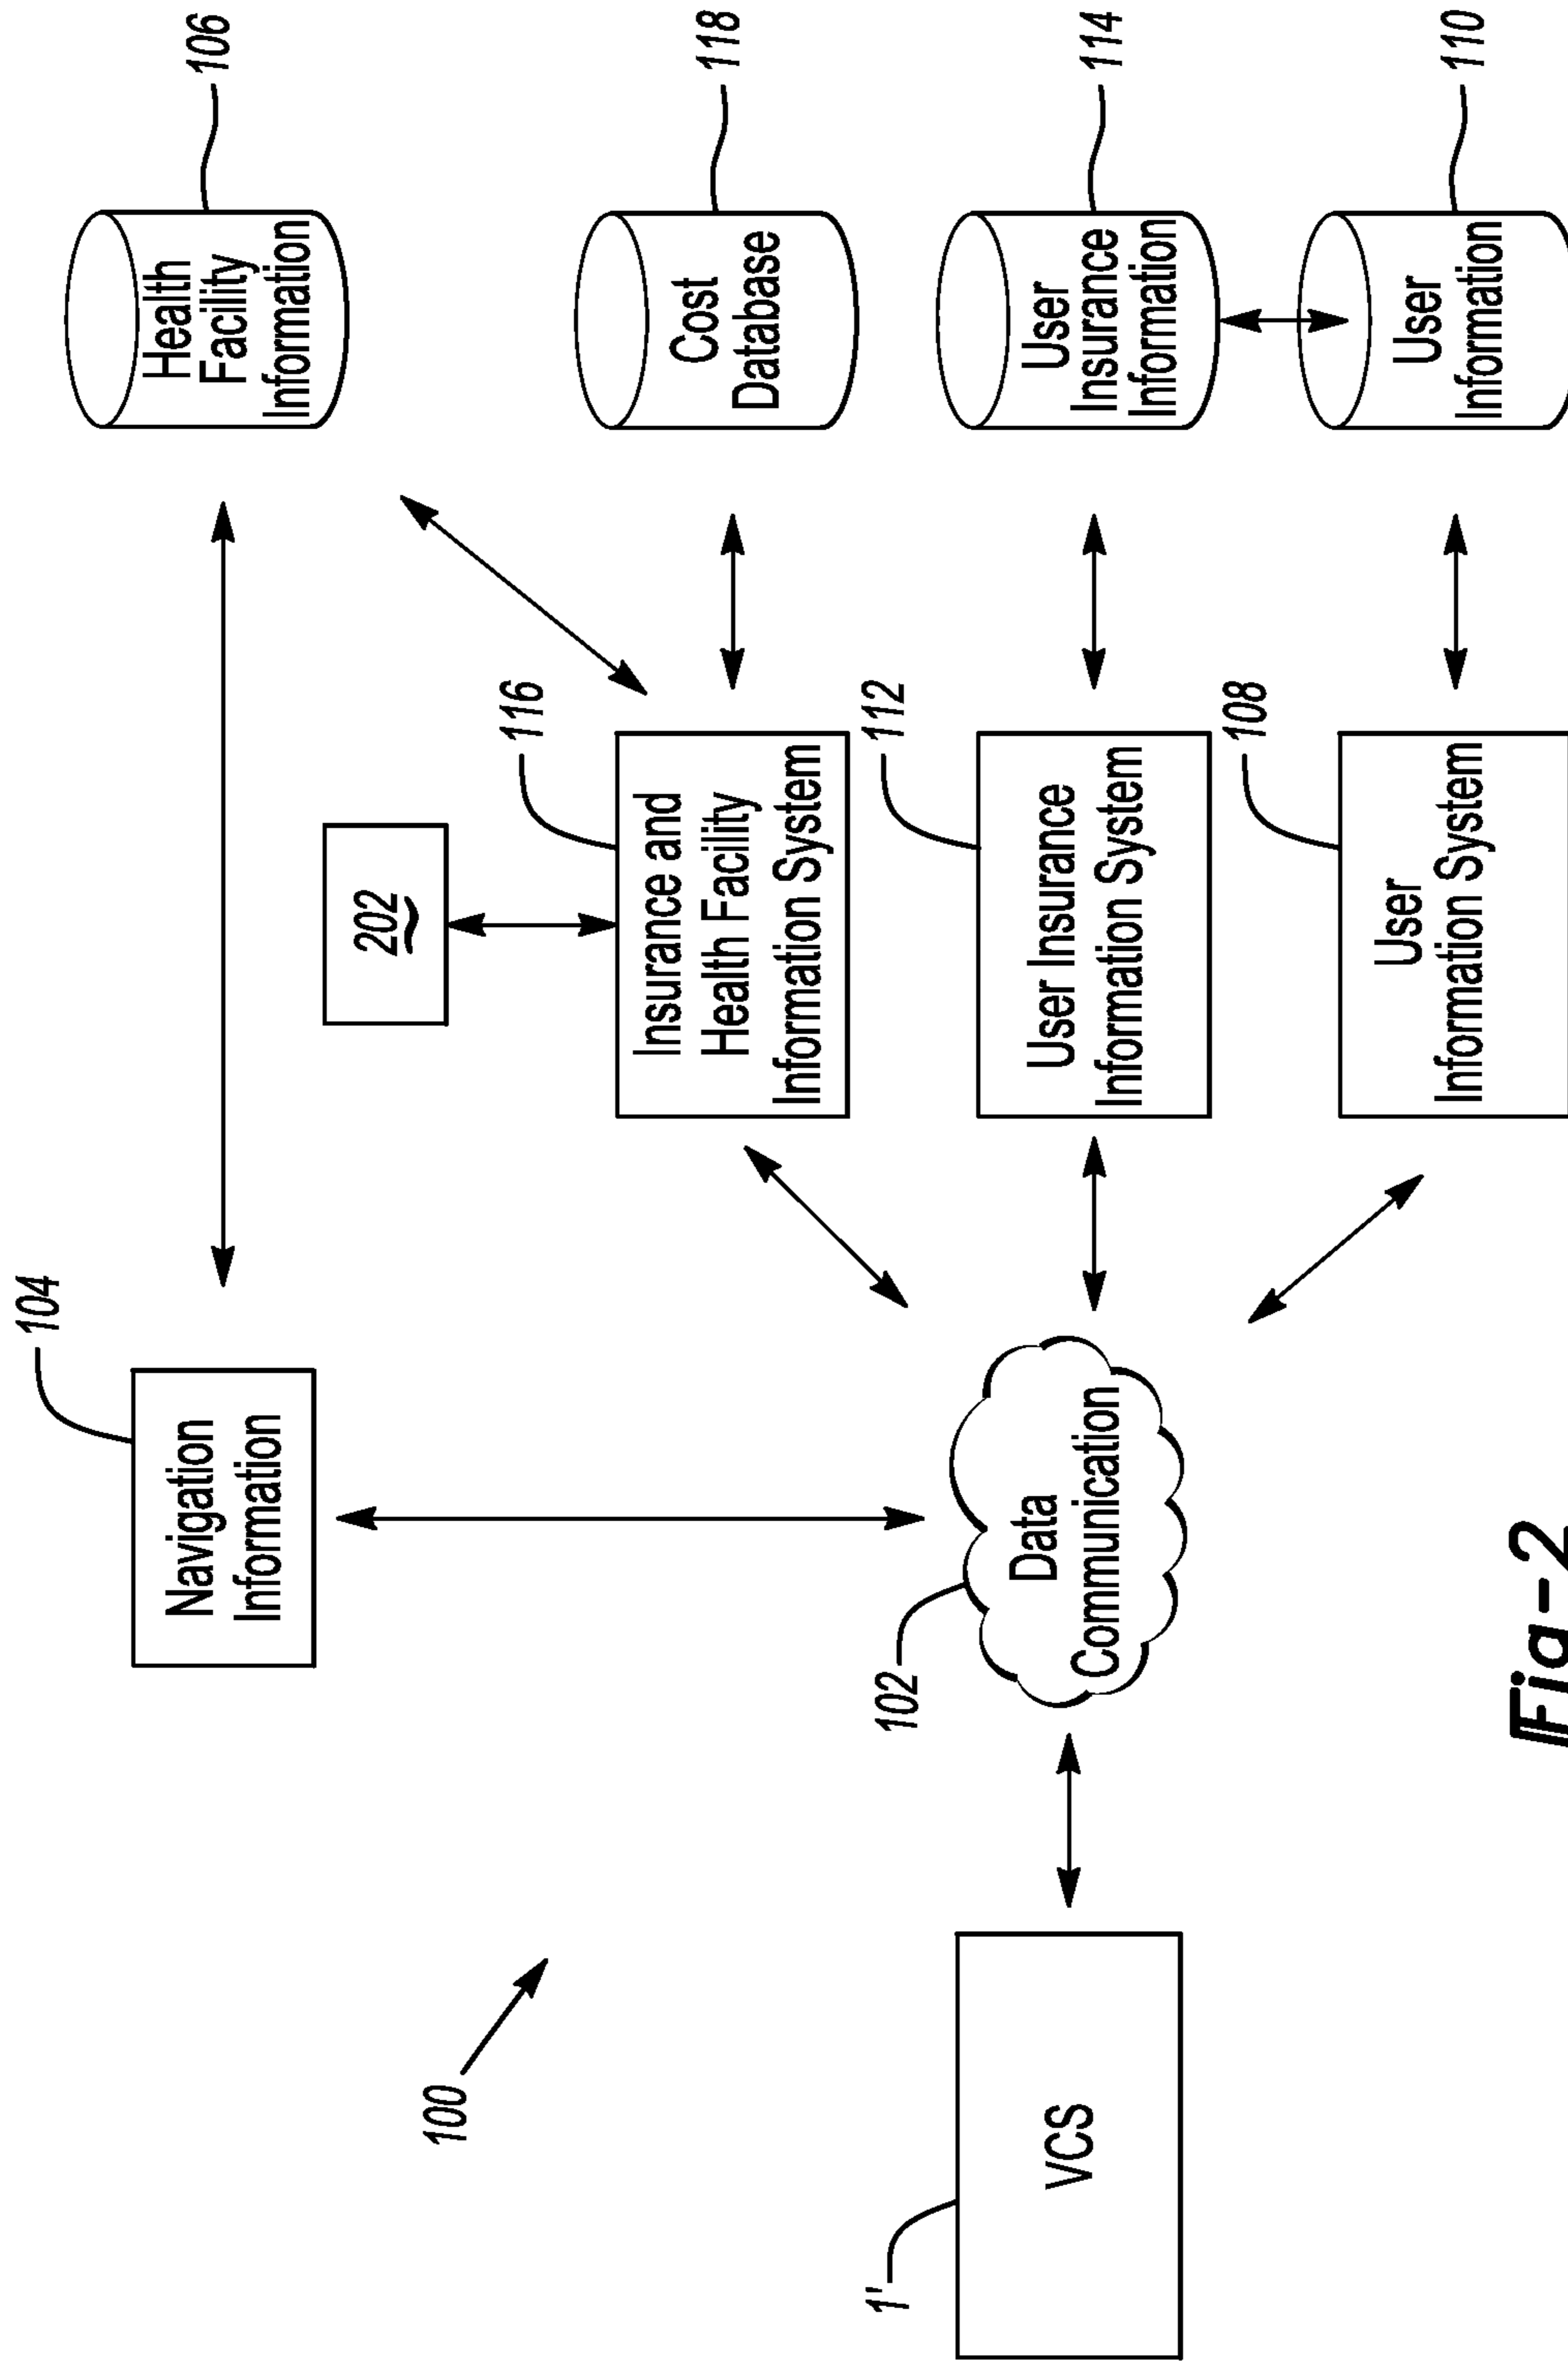 104
Navigation
Information
106
Health
Facility
Information
202
116
Insurance and
Health Facility
Information System
118
Cost
Database
100
1'
VCS
102
Data
Communication
112
User Insurance
Information System
114
User
Insurance
Information
108
User
Information System
110
User
Information
Fig-2